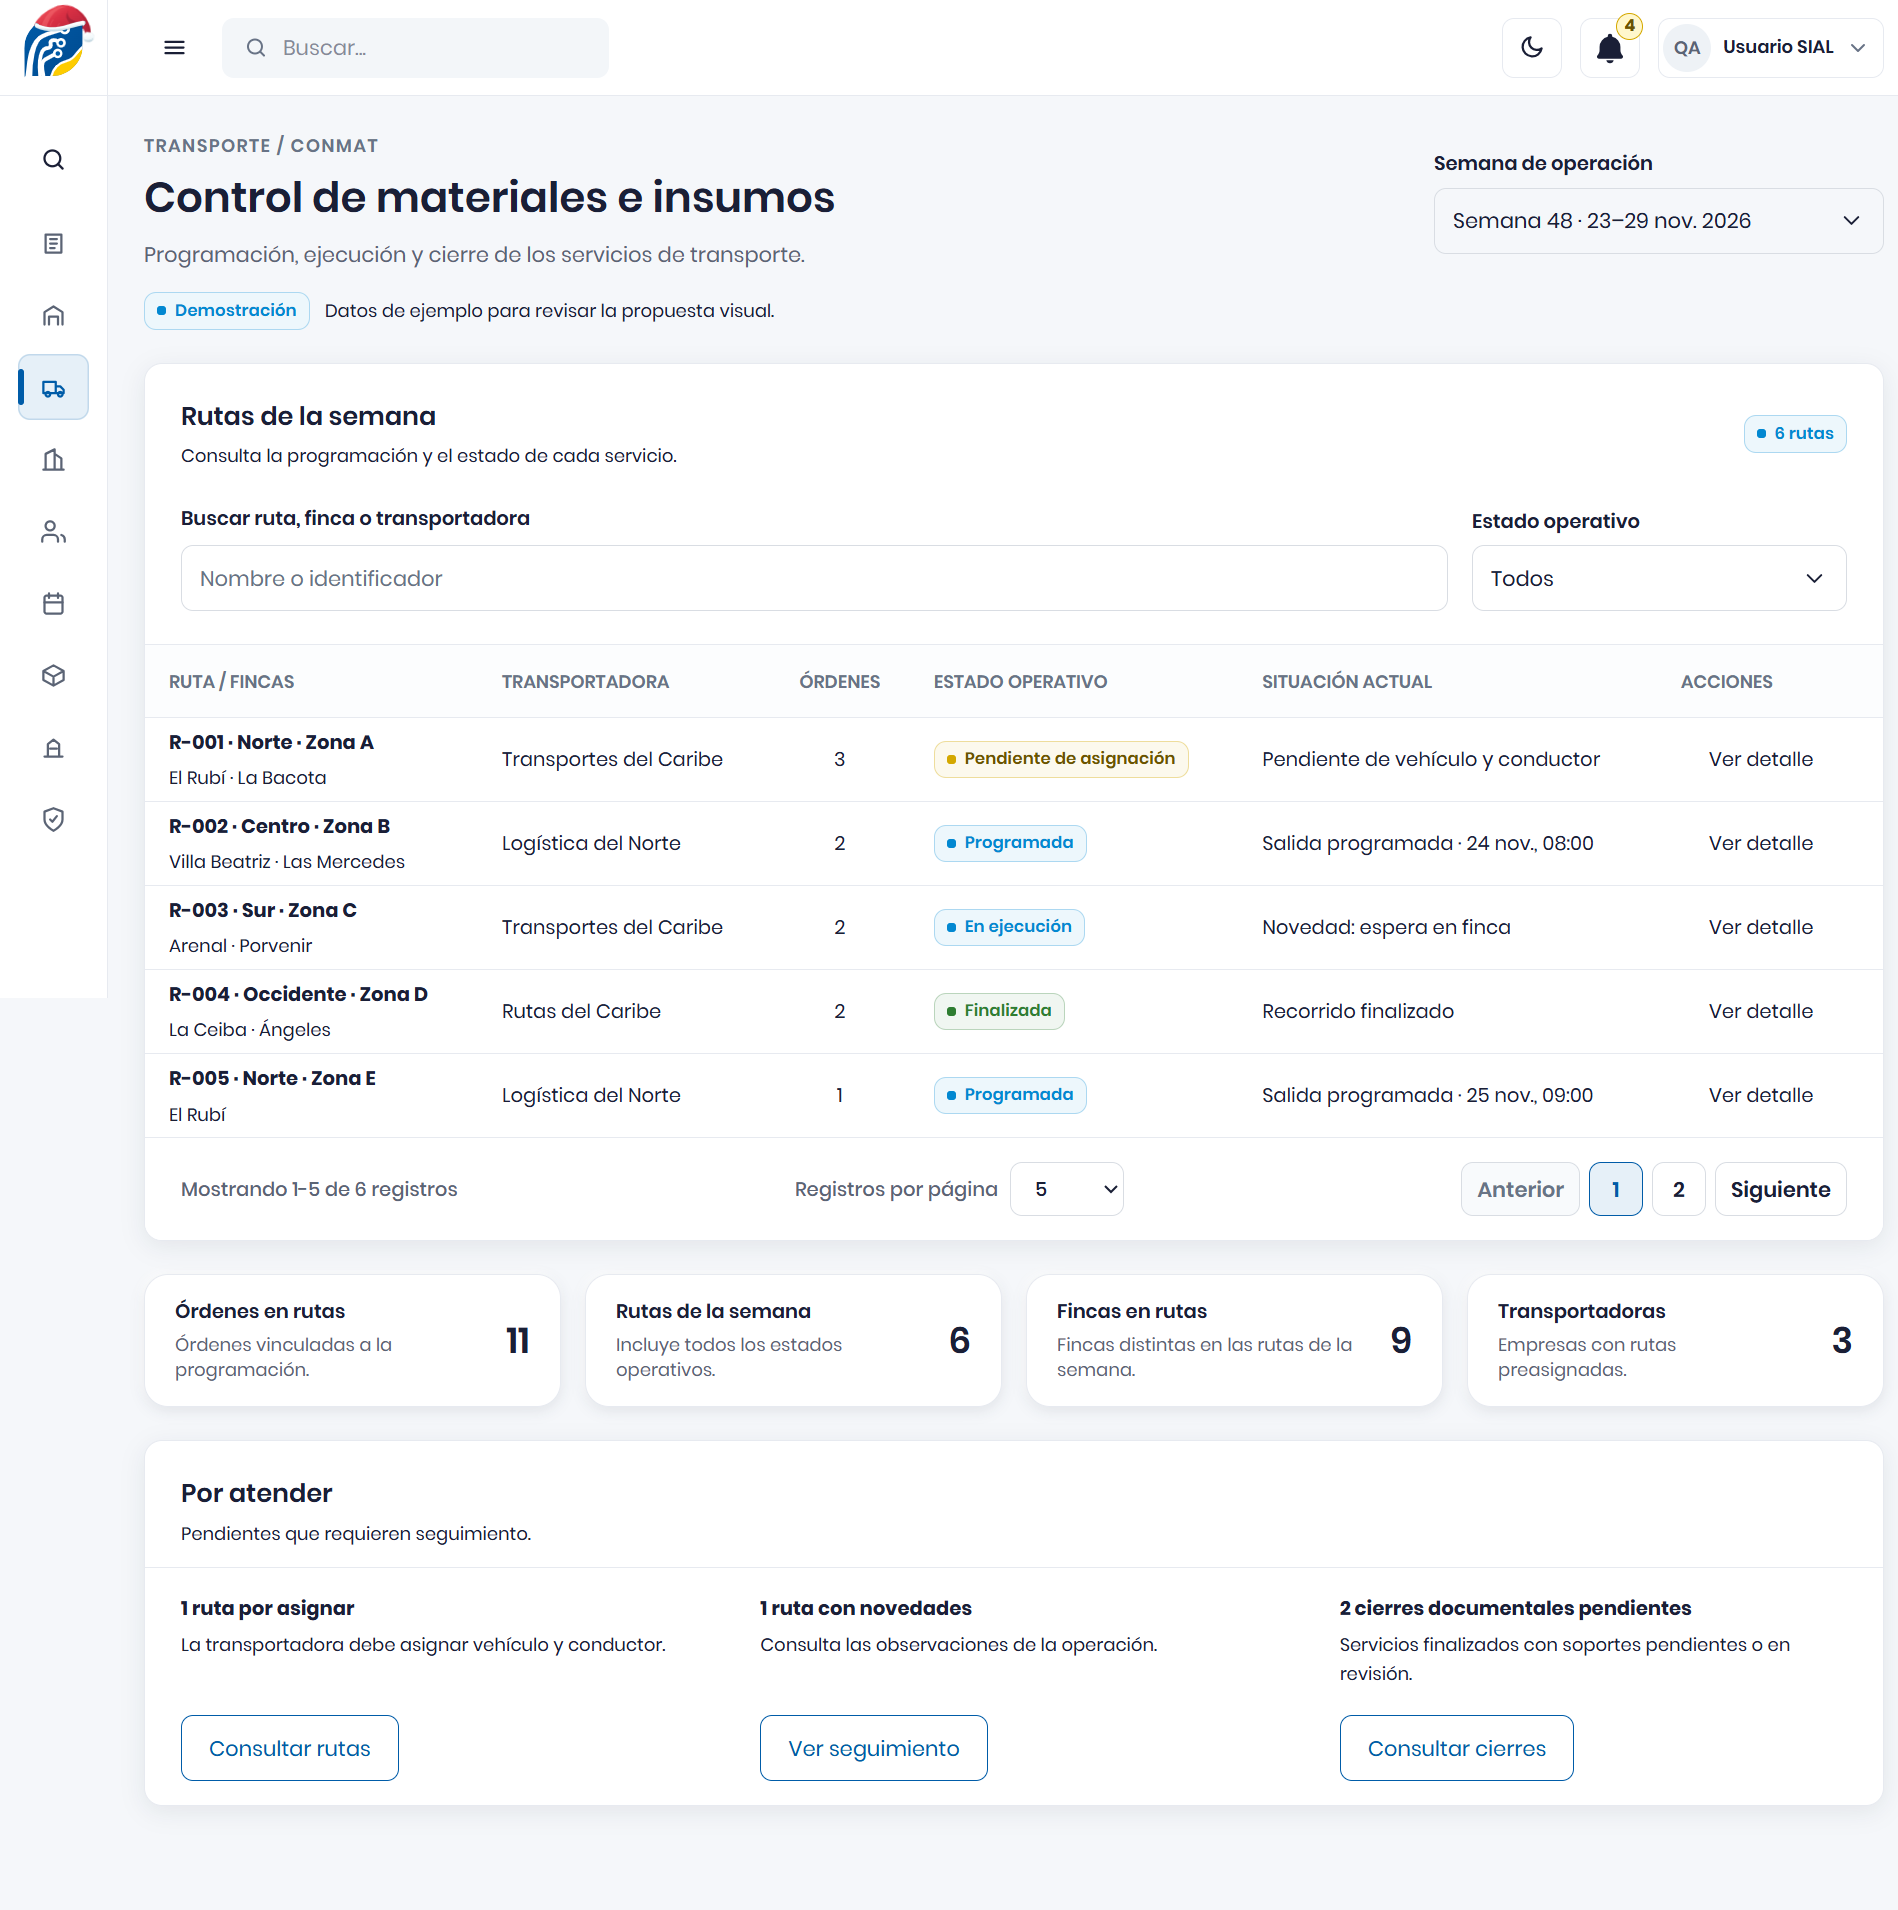 Buscar...
4
QA
Usuario SIAL
TRANSPORTE / CONMAT
Control de materiales e insumos
Programación, ejecución y cierre de los servicios de transporte.
Demostración
Datos de ejemplo para revisar la propuesta visual.
Semana de operación
Semana 48 · 23–29 nov. 2026
Rutas de la semana
Consulta la programación y el estado de cada servicio.
6 rutas
Buscar ruta, finca o transportadora
Nombre o identificador
Estado operativo
Todos
RUTA / FINCAS TRANSPORTADORA ÓRDENES ESTADO OPERATIVO SITUACIÓN ACTUAL ACCIONES
R-001 · Norte · Zona A
El Rubí · La Bacota
Transportes del Caribe 3 Pendiente de asignación Pendiente de vehículo y conductor Ver detalle
R-002 · Centro · Zona B
Villa Beatriz · Las Mercedes
Logística del Norte 2 Programada Salida programada · 24 nov., 08:00 Ver detalle
R-003 · Sur · Zona C
Arenal · Porvenir
Transportes del Caribe 2 En ejecución Novedad: espera en finca Ver detalle
R-004 · Occidente · Zona D
La Ceiba · Ángeles
Rutas del Caribe 2 Finalizada Recorrido finalizado Ver detalle
R-005 · Norte · Zona E
El Rubí
Logística del Norte 1 Programada Salida programada · 25 nov., 09:00 Ver detalle
Mostrando 1-5 de 6 registros
Registros por página 5
Anterior 1 2 Siguiente
Órdenes en rutas
Órdenes vinculadas a la
programación.
11
Rutas de la semana
Incluye todos los estados
operativos.
6
Fincas en rutas
Fincas distintas en las rutas de la
semana.
9
Transportadoras
Empresas con rutas
preasignadas.
3
Por atender
Pendientes que requieren seguimiento.
1 ruta por asignar
La transportadora debe asignar vehículo y conductor.
Consultar rutas
1 ruta con novedades
Consulta las observaciones de la operación.
Ver seguimiento
2 cierres documentales pendientes
Servicios finalizados con soportes pendientes o en
revisión.
Consultar cierres